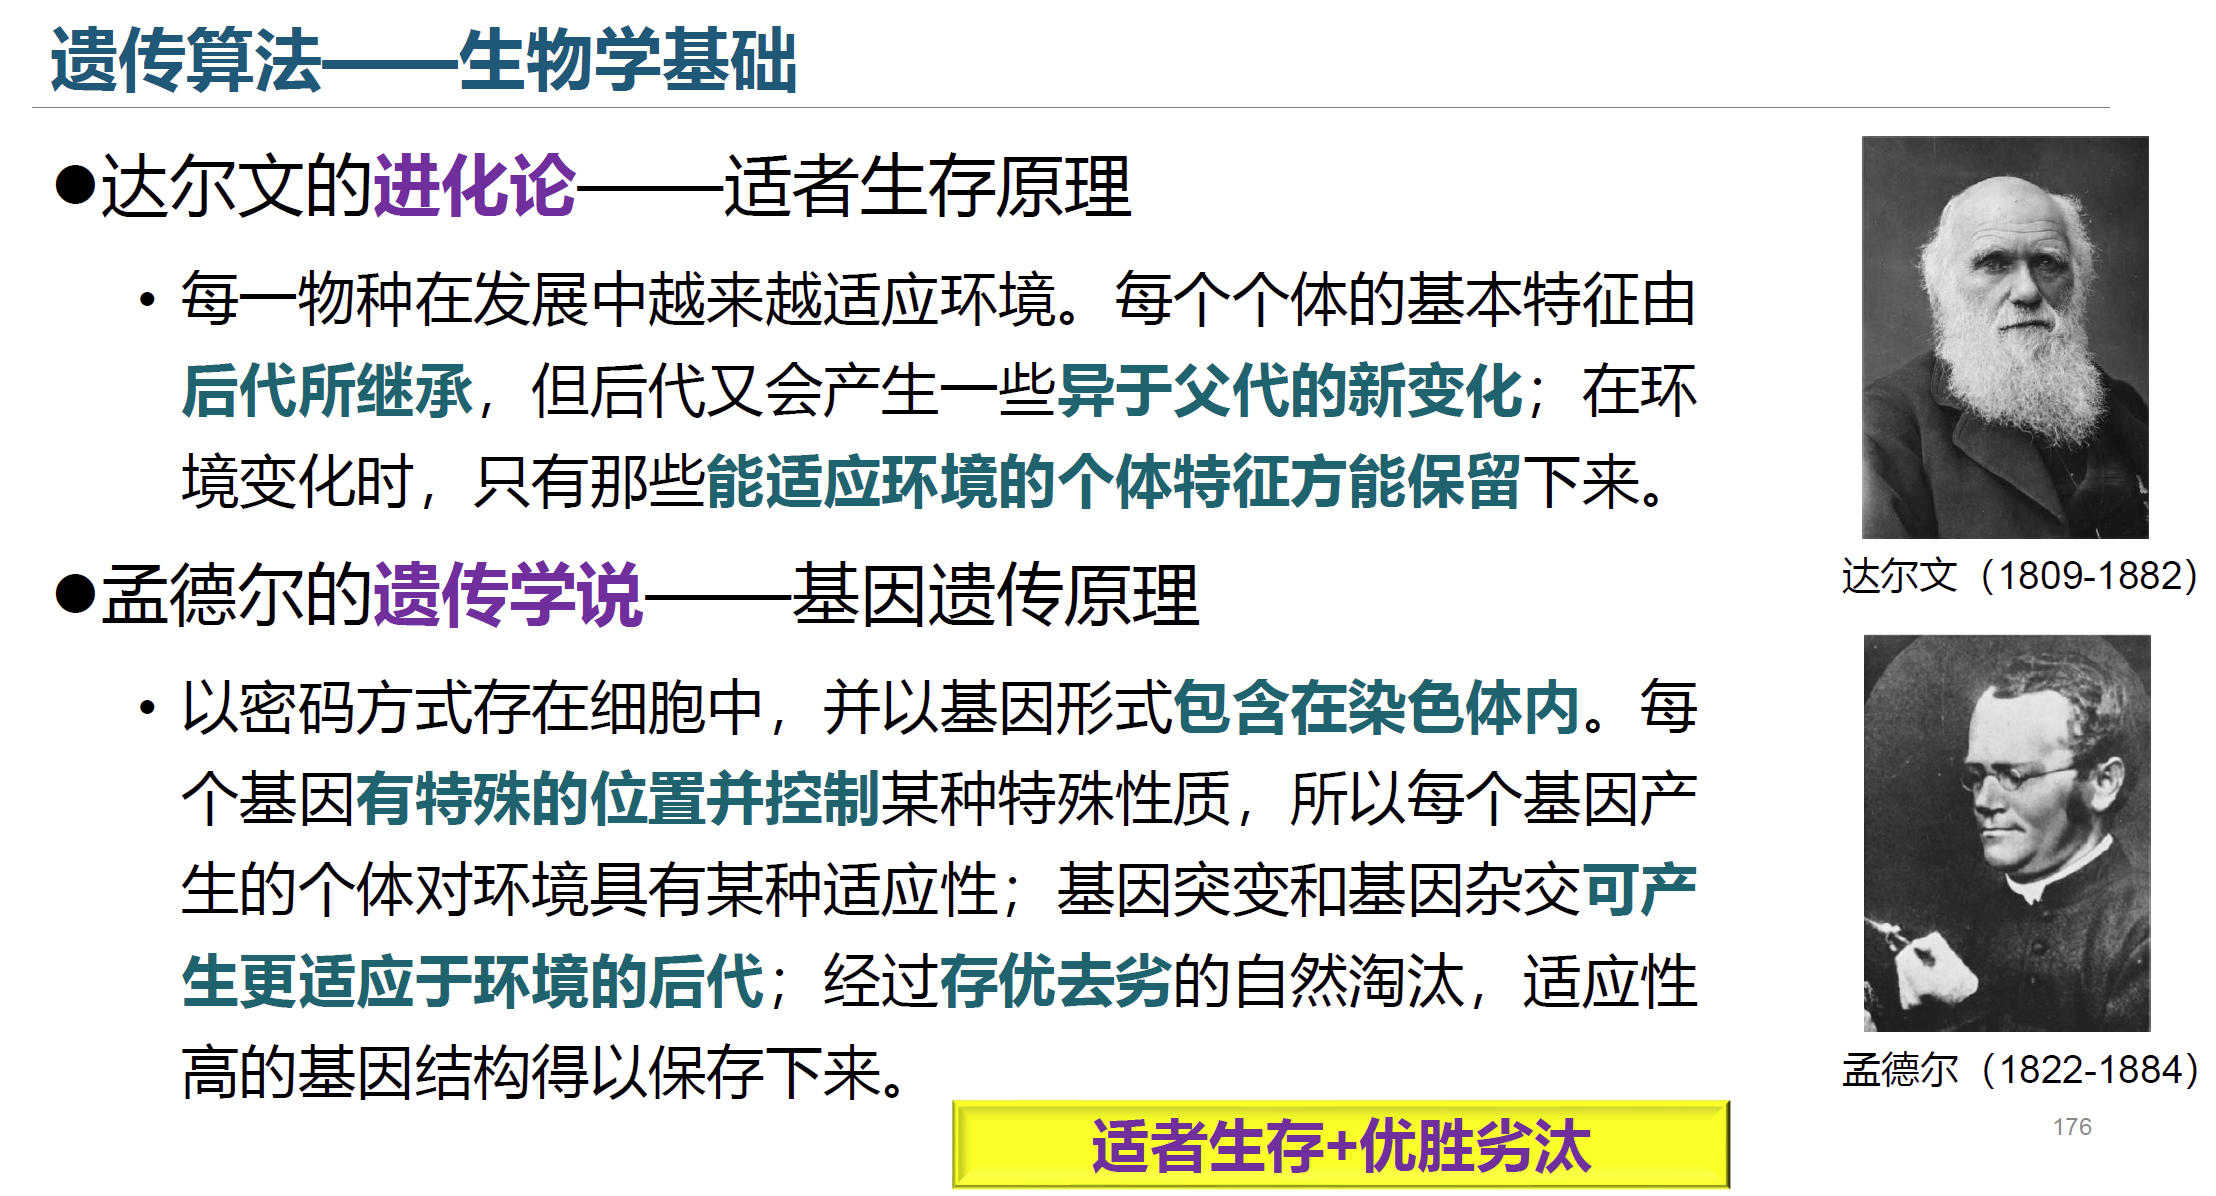 遗传算法——生物学基础
●达尔文的进化论——适者生存原理
• 每一物种在发展中越来越适应环境。每个个体的基本特征由
后代所继承，但后代又会产生一些异于父代的新变化；在环
境变化时，只有那些能适应环境的个体特征方能保留下来。
达尔文（1809-1882）
●孟德尔的遗传学说——基因遗传原理
• 以密码方式存在细胞中，并以基因形式包含在染色体内。每
个基因有特殊的位置并控制某种特殊性质，所以每个基因产
生的个体对环境具有某种适应性；基因突变和基因杂交可产
生更适应于环境的后代；经过存优去劣的自然淘汰，适应性
高的基因结构得以保存下来。
孟德尔（1822-1884）
适者生存+优胜劣汰
176